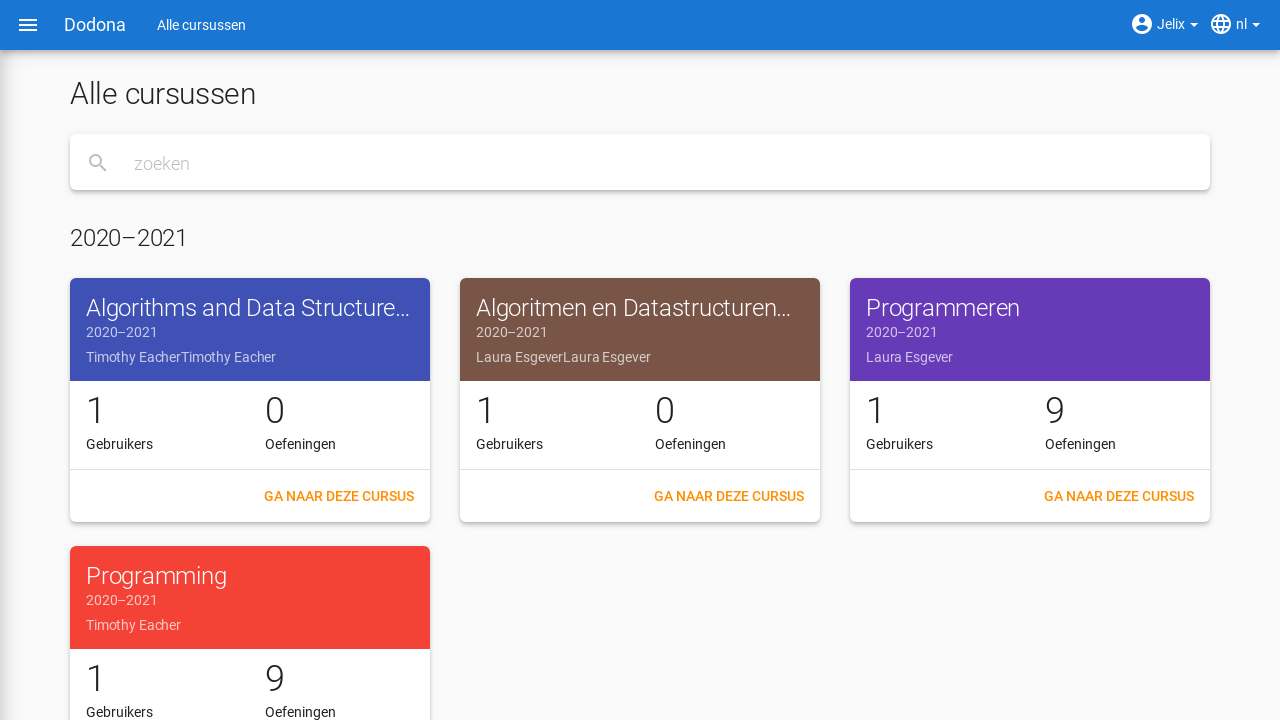 Dodona
Alle cursussen
Jelix
nl
Alle cursussen
zoeken
2020–2021
Algorithms and Data Structure...
2020–2021
Timothy EacherTimothy Eacher
1
Gebruikers
0
Oefeningen
GA NAAR DEZE CURSUS
Algoritmen en Datastructuren...
2020–2021
Laura EsgeverLaura Esgever
1
Gebruikers
0
Oefeningen
GA NAAR DEZE CURSUS
Programmeren
2020–2021
Laura Esgever
1
Gebruikers
9
Oefeningen
GA NAAR DEZE CURSUS
Programming
2020–2021
Timothy Eacher
1
Gebruikers
9
Oefeningen